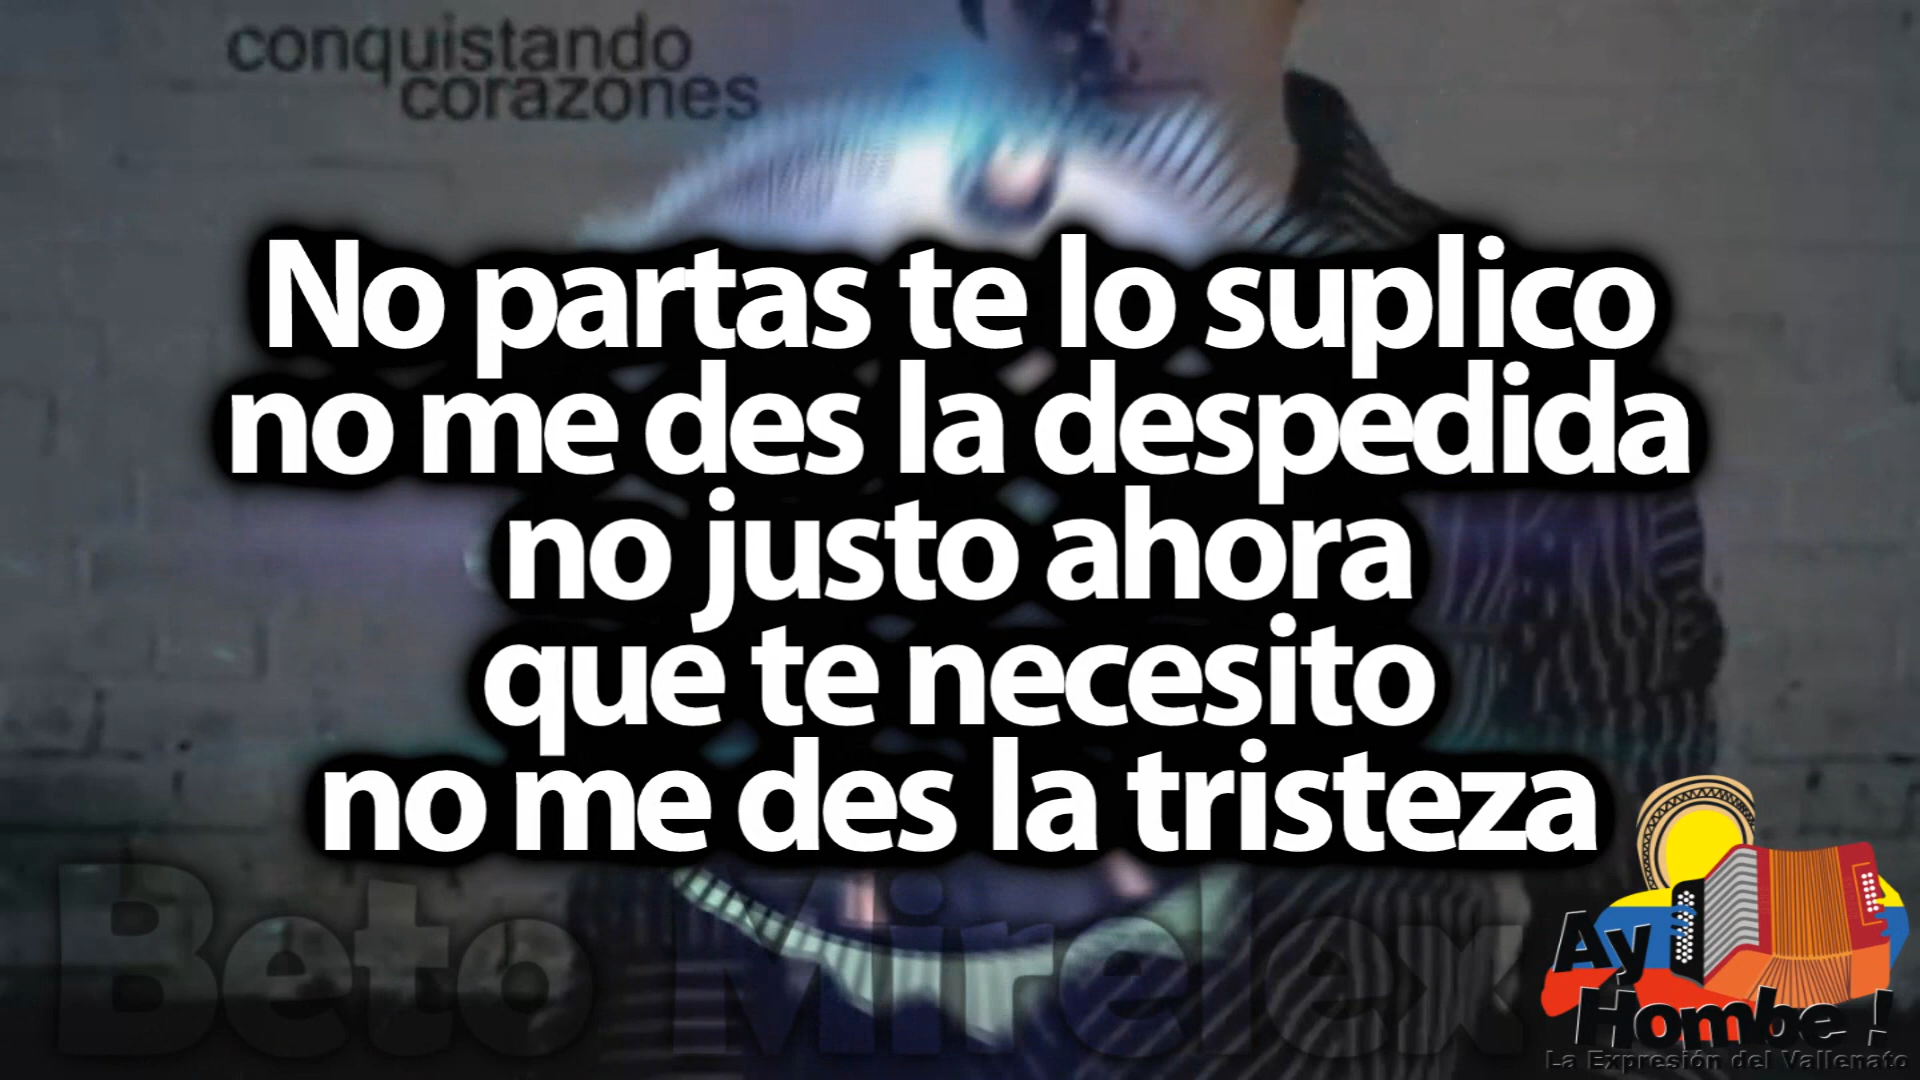 conquistando
corazones
No partas te lo suplico
no me des la despedida
no justo ahora
que te necesito
no me des la tristeza
Beto Mirelex
Ay
Hombe !
La Expresión del Vallenato